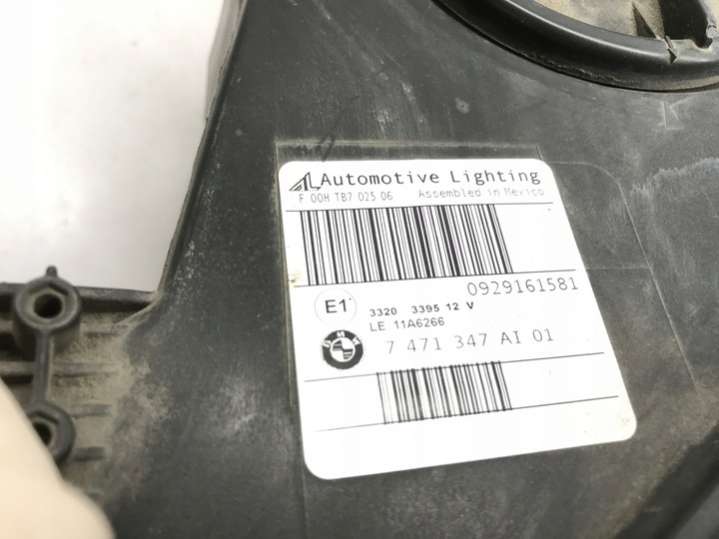 AL Automotive Lighting
F 00H TB7 025 06 Assembled in Mexico
0929161581
E1 3320 3395 12 V
LE 11A6266
BMW 7 471 347 AI 01
K